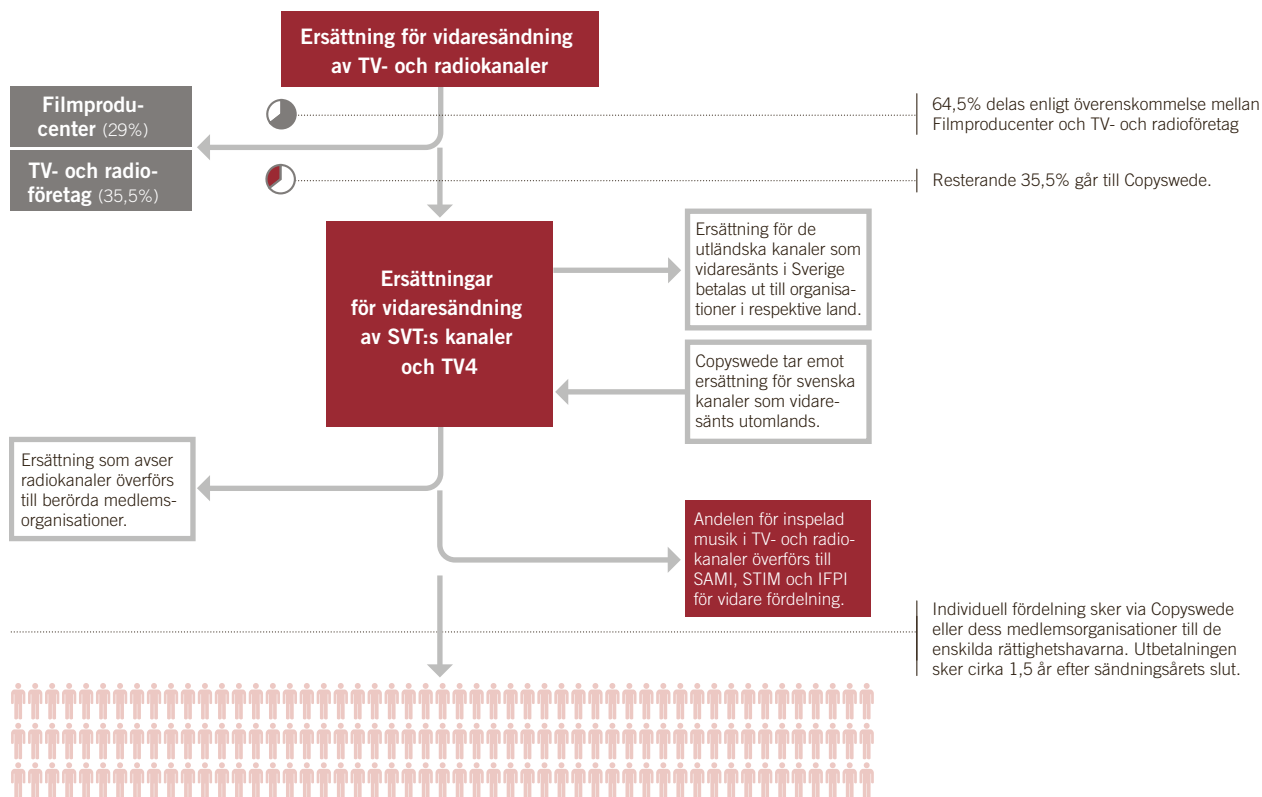 Ersättning för vidaresändning
av TV- och radiokanaler
Filmprodu-
center (29%)
TV- och radio-
företag (35,5%)
64,5% delas enligt överenskommelse mellan
Filmproducenter och TV- och radioföretag
Resterande 35,5% går till Copyswede.
Ersättningar
för vidaresändning
av SVT:s kanaler
och TV4
Ersättning för de
utländska kanaler som
vidaresänts i Sverige
betalas ut till organisa-
tioner i respektive land.
Copyswede tar emot
ersättning för svenska
kanaler som vidare-
sänts utomlands.
Ersättning som avser
radiokanaler överförs
till berörda medlems-
organisationer.
Andelen för inspelad
musik i TV- och radio-
kanaler överförs till
SAMI, STIM och IFPI
för vidare fördelning.
Individuell fördelning sker via Copyswede
eller dess medlemsorganisationer till de
enskilda rättighetshavarna. Utbetalningen
sker cirka 1,5 år efter sändningsårets slut.